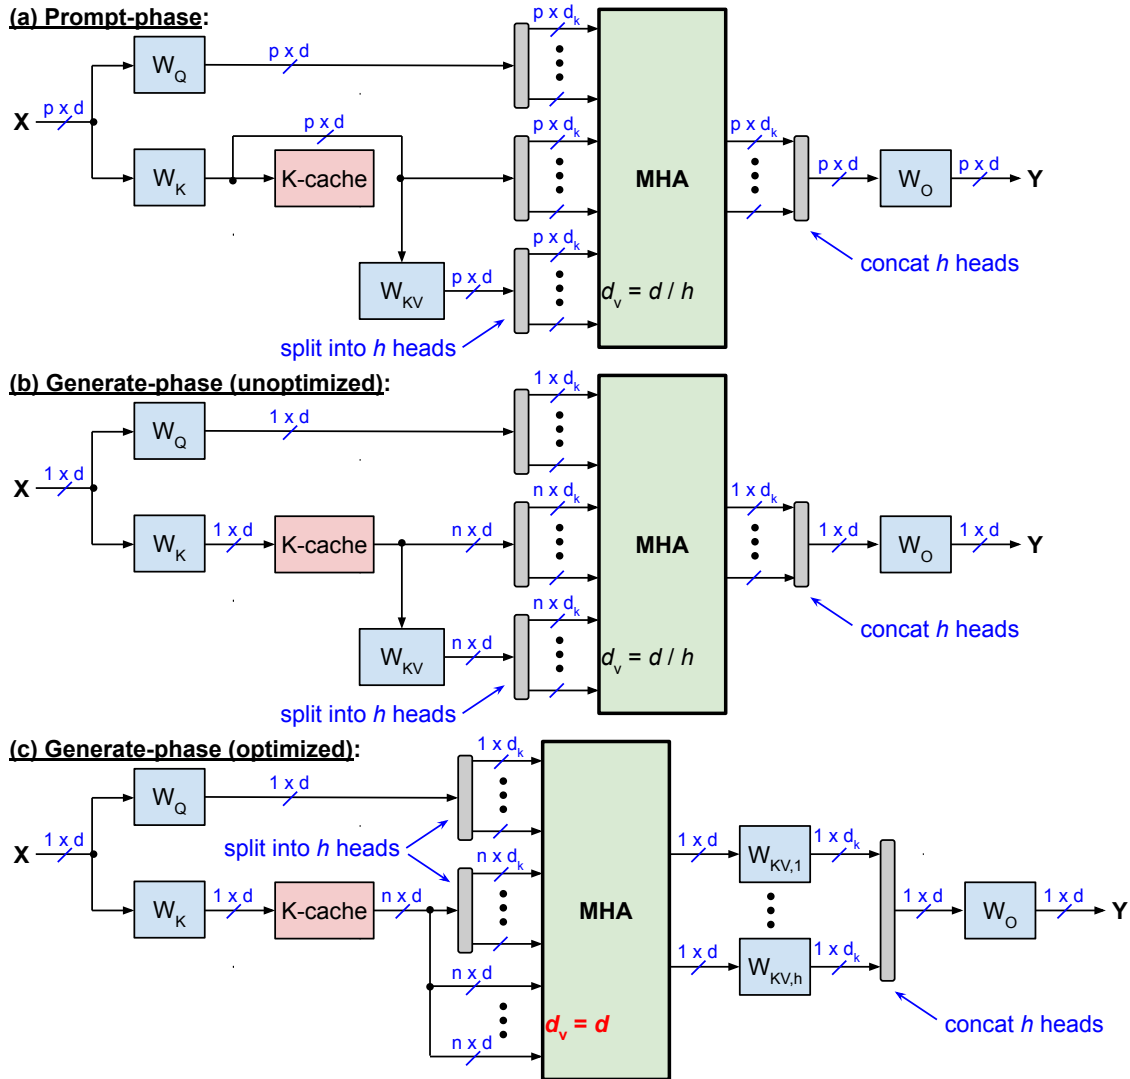 (a) Prompt-phase:
p x d
W_Q
p x d
p x d_k
X
p x d
W_K
K-cache
p x d_k
MHA
p x d_k
p x d
W_O
p x d
Y
concat h heads
W_KV
p x d
p x d_k
d_v = d / h
split into h heads
(b) Generate-phase (unoptimized):
1 x d_k
W_Q
1 x d
X
1 x d
W_K
1 x d
K-cache
n x d
n x d_k
MHA
1 x d_k
1 x d
W_O
1 x d
Y
concat h heads
W_KV
n x d
n x d_k
d_v = d / h
split into h heads
(c) Generate-phase (optimized):
1 x d_k
W_Q
1 x d
X
1 x d
split into h heads
W_K
1 x d
K-cache
n x d
n x d_k
MHA
1 x d
W_KV,1
1 x d_k
1 x d
W_O
1 x d
Y
1 x d
W_KV,h
1 x d_k
n x d
n x d
d_v = d
concat h heads